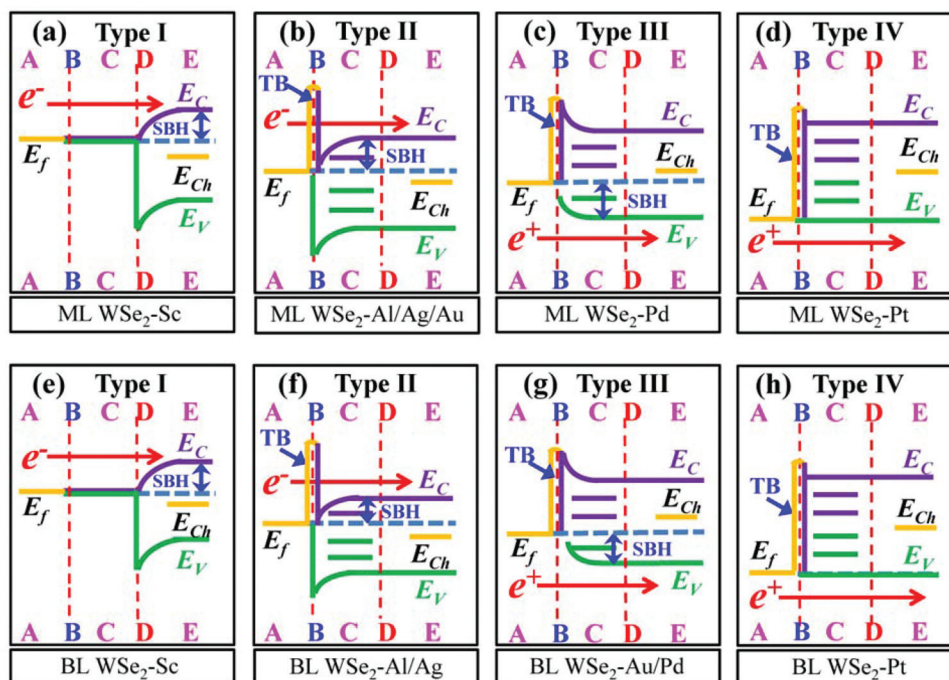 (a) Type I
A B C D E
e-
EC
SBH
Ef
ECh
EV
A B C D E
ML WSe2-Sc
(b) Type II
A B C D E
TB
e-
EC
SBH
Ef
ECh
EV
A B C D E
ML WSe2-Al/Ag/Au
(c) Type III
A B C D E
TB
EC
ECh
Ef
SBH
EV
e+
A B C D E
ML WSe2-Pd
(d) Type IV
A B C D E
EC
TB
ECh
Ef
EV
e+
A B C D E
ML WSe2-Pt
(e) Type I
A B C D E
e-
EC
SBH
Ef
ECh
EV
A B C D E
BL WSe2-Sc
(f) Type II
A B C D E
TB
e-
EC
SBH
Ef
ECh
EV
A B C D E
BL WSe2-Al/Ag
(g) Type III
A B C D E
TB
EC
ECh
Ef
SBH
EV
e+
A B C D E
BL WSe2-Au/Pd
(h) Type IV
A B C D E
EC
TB
ECh
Ef
EV
e+
A B C D E
BL WSe2-Pt